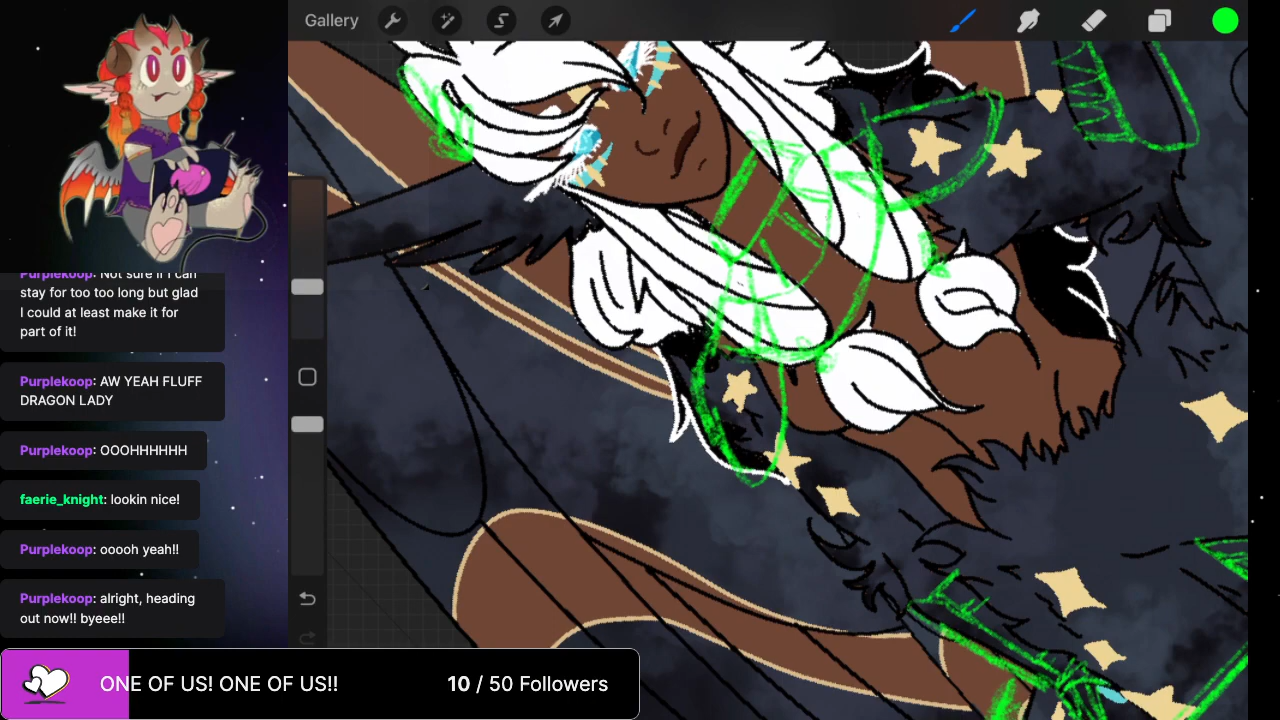 Gallery
Purplekoop: Not sure if I can
stay for too too long but glad
I could at least make it for
part of it!
Purplekoop: AW YEAH FLUFF
DRAGON LADY
Purplekoop: OOOHHHHHH
faerie_knight: lookin nice!
Purplekoop: ooooh yeah!!
Purplekoop: alright, heading
out now!! byeee!!
ONE OF US! ONE OF US!!
10 / 50 Followers